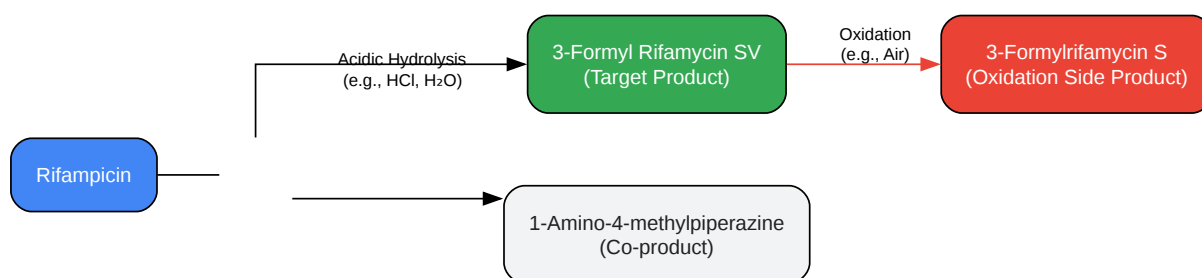 Rifampicin
Acidic Hydrolysis
(e.g., HCl, H₂O)
3-Formyl Rifamycin SV
(Target Product)
Oxidation
(e.g., Air)
3-Formylrifamycin S
(Oxidation Side Product)
1-Amino-4-methylpiperazine
(Co-product)